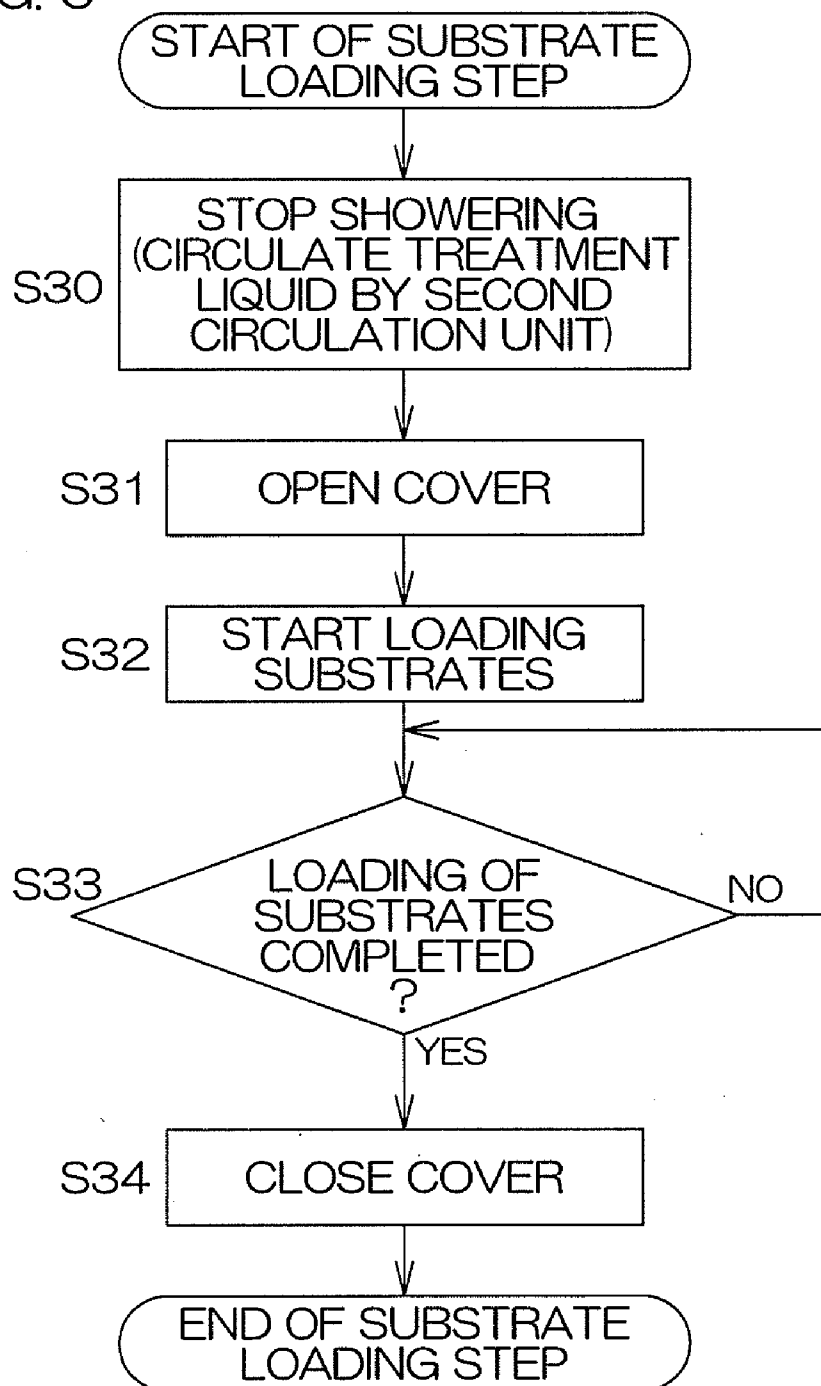 START OF SUBSTRATE
LOADING STEP
STOP SHOWERING
(CIRCULATE TREATMENT
LIQUID BY SECOND
CIRCULATION UNIT)
S30
S31
OPEN COVER
S32
START LOADING
SUBSTRATES
S33
LOADING OF
SUBSTRATES
COMPLETED
?
NO
YES
S34
CLOSE COVER
END OF SUBSTRATE
LOADING STEP